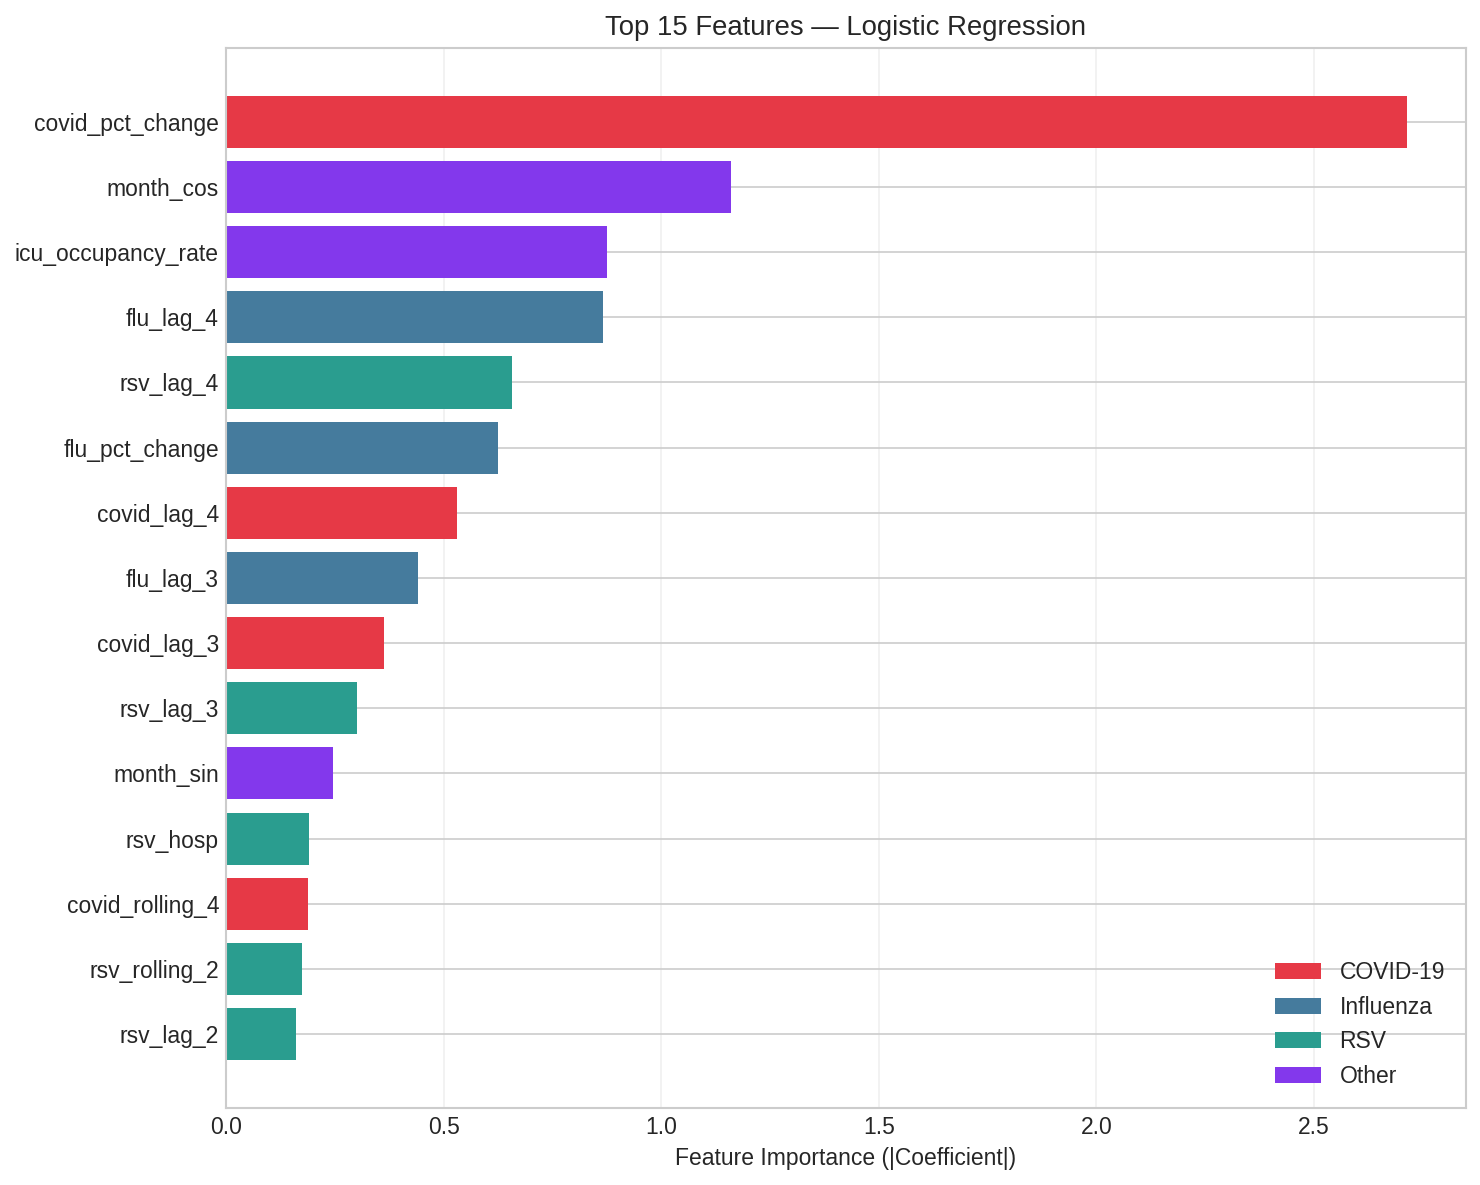 Top 15 Features — Logistic Regression
covid_pct_change
month_cos
icu_occupancy_rate
flu_lag_4
rsv_lag_4
flu_pct_change
covid_lag_4
flu_lag_3
covid_lag_3
rsv_lag_3
month_sin
rsv_hosp
covid_rolling_4
rsv_rolling_2
rsv_lag_2
COVID-19
Influenza
RSV
Other
0.0 0.5 1.0 1.5 2.0 2.5
Feature Importance (|Coefficient|)